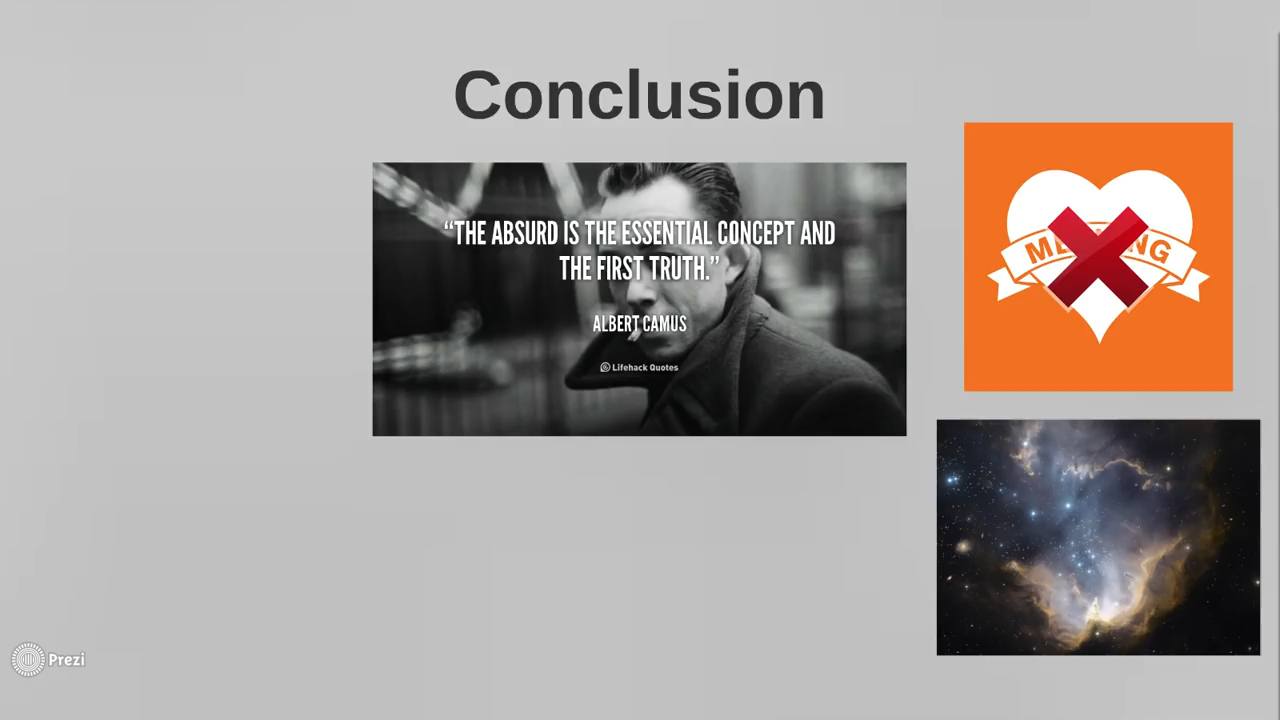 Conclusion
“THE ABSURD IS THE ESSENTIAL CONCEPT AND
THE FIRST TRUTH.”
ALBERT CAMUS
Lifehack Quotes
Prezi